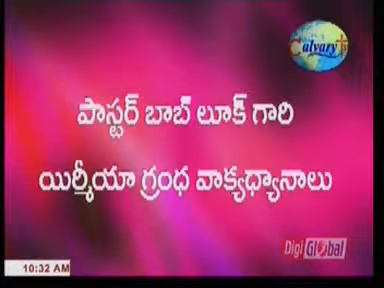 Calvary
పాస్టర్ బాబ్ లూక్ గారి
యిర్మీయా గ్రంధ వాక్యధ్యానాలు
Digi Global
10:32 AM